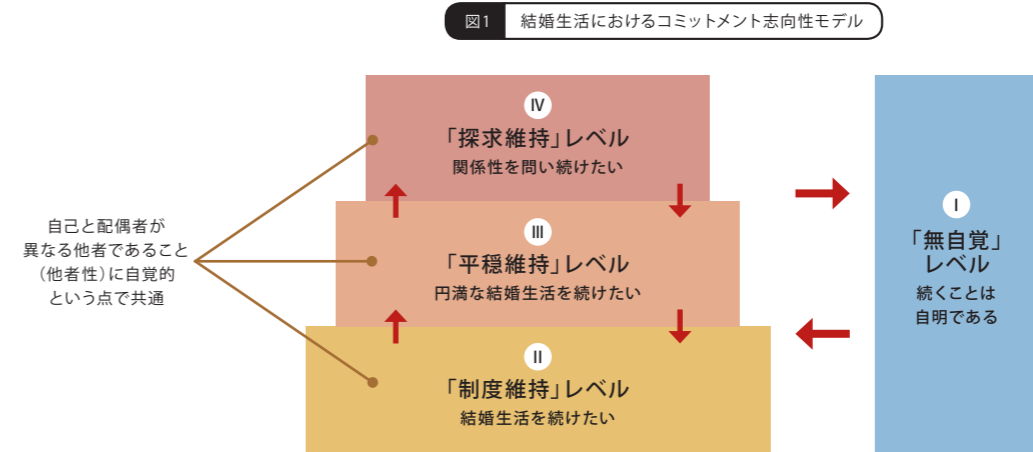 図1 結婚生活におけるコミットメント志向性モデル
Ⅳ
「探求維持」レベル
関係性を問い続けたい
自己と配偶者が
異なる他者であること
（他者性）に自覚的
という点で共通
Ⅲ
「平穏維持」レベル
円満な結婚生活を続けたい
Ⅱ
「制度維持」レベル
結婚生活を続けたい
Ⅰ
「無自覚」
レベル
続くことは
自明である